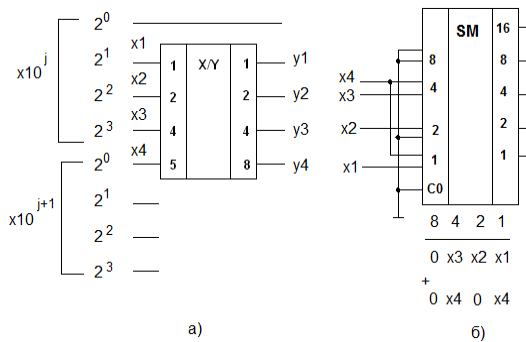 2^0
x10^j
2^1 x1 1 X/Y 1 y1
2^2 x2 2 2 y2
2^3 x3 4 4 y3
2^0 x4 5 8 y4
x10^j+1
2^1
2^2
2^3
а)
SM 16
8 8
x4 4 4
x3
x2 2 2
x1 1 1
C0
8 4 2 1
0 x3 x2 x1
+
0 x4 0 x4
б)